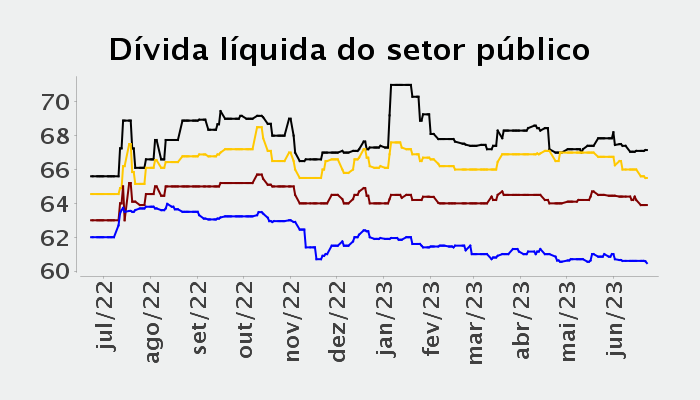 Dívida líquida do setor público
70
68
66
64
62
60
jul/22
ago/22
set/22
out/22
nov/22
dez/22
jan/23
fev/23
mar/23
abr/23
mai/23
jun/23